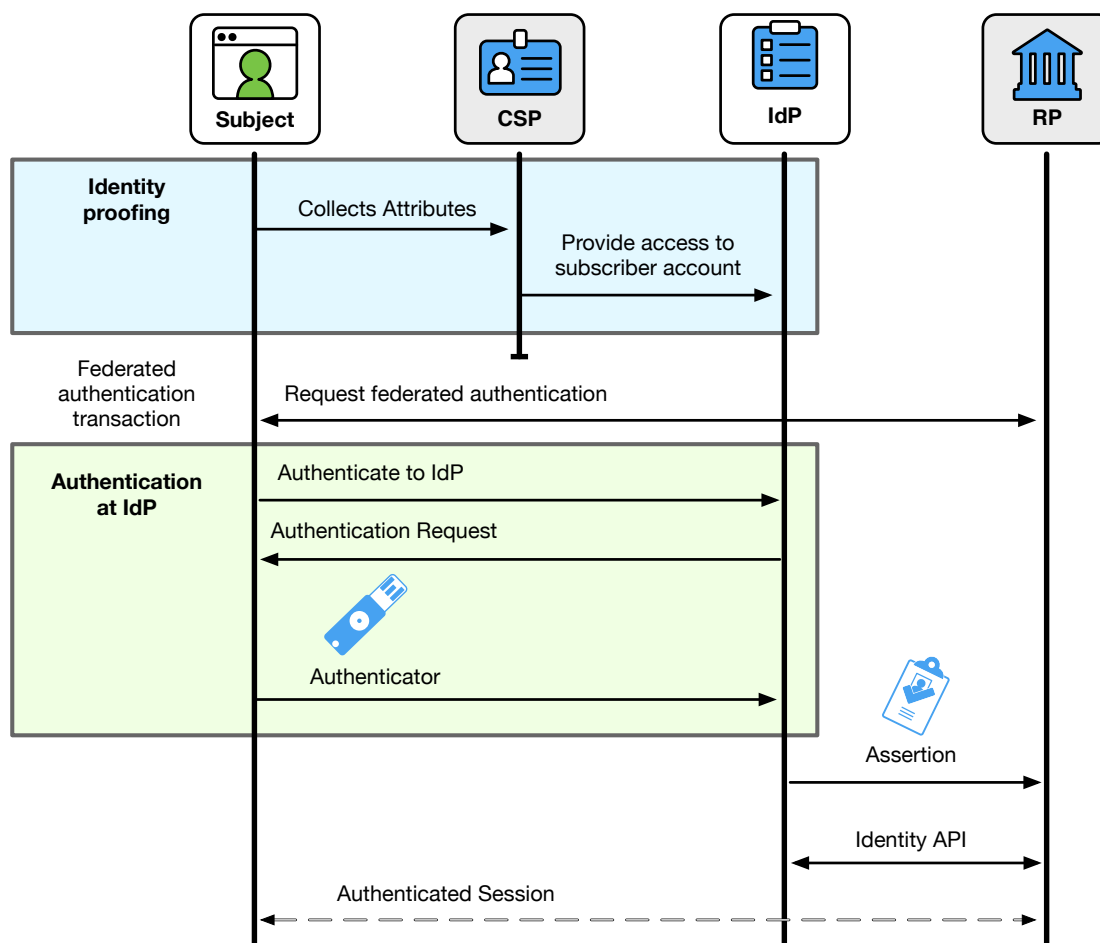 Subject
CSP
IdP
RP
Identity
proofing
Collects Attributes
Provide access to
subscriber account
Federated
authentication
transaction
Request federated authentication
Authentication
at IdP
Authenticate to IdP
Authentication Request
Authenticator
Assertion
Identity API
Authenticated Session